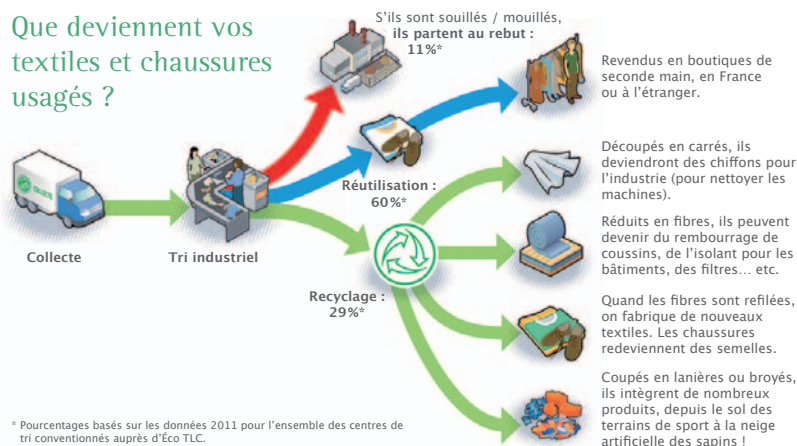 Que deviennent vos
textiles et chaussures
usagés ?
S'ils sont souillés / mouillés,
ils partent au rebut :
11%*
Revendus en boutiques de
seconde main, en France
ou à l'étranger.
COLLECTE
Collecte
Tri industriel
Réutilisation :
60%*
Découpés en carrés, ils
deviendront des chiffons pour
l'industrie (pour nettoyer les
machines).
Réduits en fibres, ils peuvent
devenir du rembourrage de
coussins, de l'isolant pour les
bâtiments, des filtres... etc.
Recyclage :
29%*
Quand les fibres sont refilées,
on fabrique de nouveaux
textiles. Les chaussures
redeviennent des semelles.
Coupés en lanières ou broyés,
ils intègrent de nombreux
produits, depuis le sol des
terrains de sport à la neige
artificielle des sapins !
* Pourcentages basés sur les données 2011 pour l'ensemble des centres de
tri conventionnés auprès d'Éco TLC.